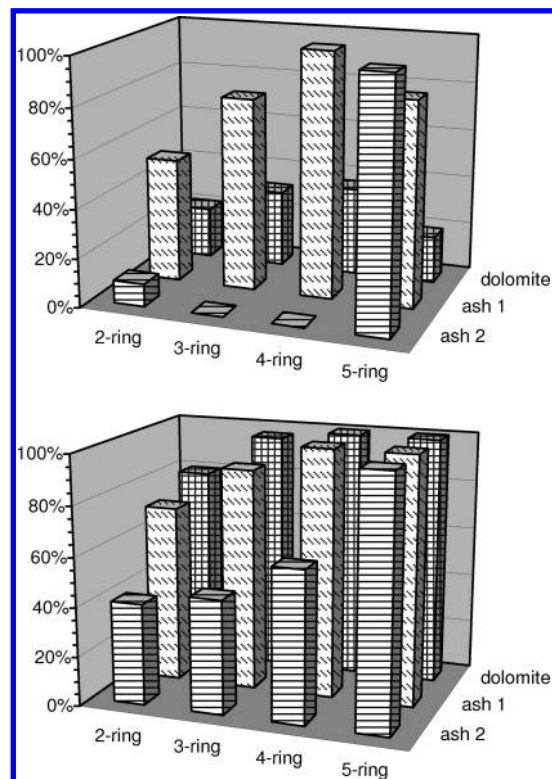 100%
80%
60%
40%
20%
0%
2-ring
3-ring
4-ring
5-ring
dolomite
ash 1
ash 2
100%
80%
60%
40%
20%
0%
2-ring
3-ring
4-ring
5-ring
dolomite
ash 1
ash 2